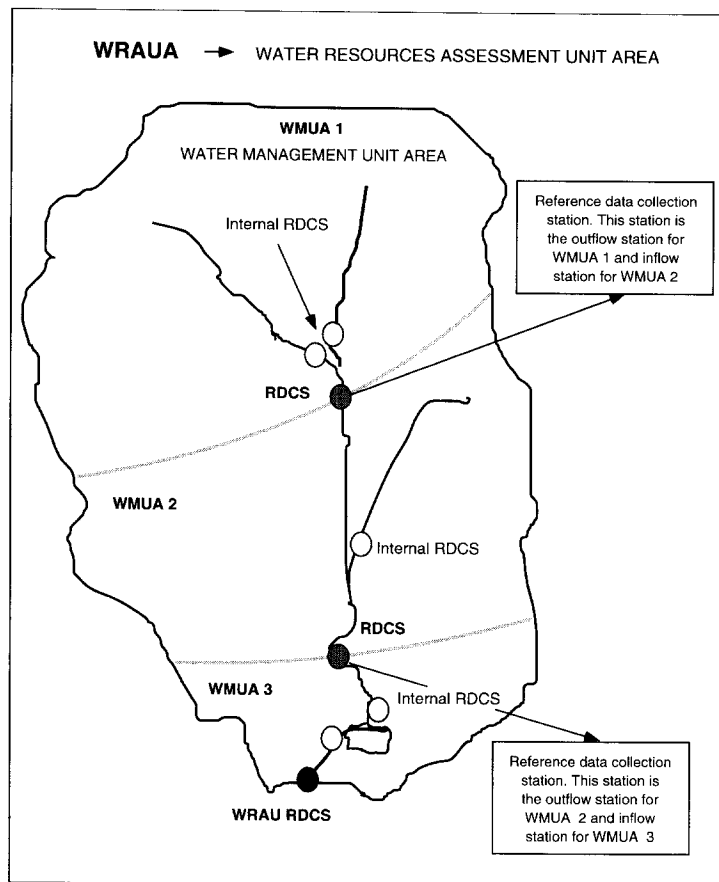 WRAUA → WATER RESOURCES ASSESSMENT UNIT AREA
WMUA 1
WATER MANAGEMENT UNIT AREA
Internal RDCS
Reference data collection
station. This station is
the outflow station for
WMUA 1 and inflow
station for WMUA 2
RDCS
WMUA 2
Internal RDCS
RDCS
WMUA 3
Internal RDCS
Reference data collection
station. This station is
the outflow station for
WMUA 2 and inflow
station for WMUA 3
WRAU RDCS